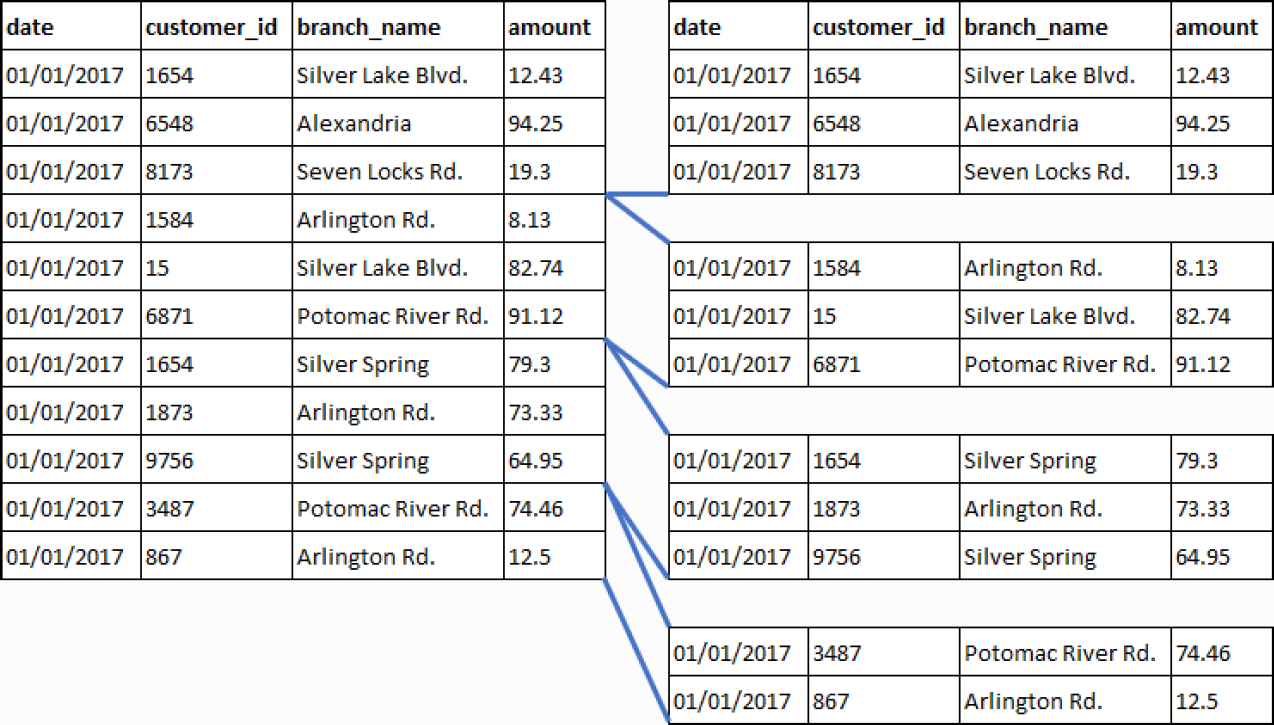 date customer_id branch_name amount
01/01/2017 1654 Silver Lake Blvd. 12.43
01/01/2017 6548 Alexandria 94.25
01/01/2017 8173 Seven Locks Rd. 19.3
01/01/2017 1584 Arlington Rd. 8.13
01/01/2017 15 Silver Lake Blvd. 82.74
01/01/2017 6871 Potomac River Rd. 91.12
01/01/2017 1654 Silver Spring 79.3
01/01/2017 1873 Arlington Rd. 73.33
01/01/2017 9756 Silver Spring 64.95
01/01/2017 3487 Potomac River Rd. 74.46
01/01/2017 867 Arlington Rd. 12.5
date customer_id branch_name amount
01/01/2017 1654 Silver Lake Blvd. 12.43
01/01/2017 6548 Alexandria 94.25
01/01/2017 8173 Seven Locks Rd. 19.3
01/01/2017 1584 Arlington Rd. 8.13
01/01/2017 15 Silver Lake Blvd. 82.74
01/01/2017 6871 Potomac River Rd. 91.12
01/01/2017 1654 Silver Spring 79.3
01/01/2017 1873 Arlington Rd. 73.33
01/01/2017 9756 Silver Spring 64.95
01/01/2017 3487 Potomac River Rd. 74.46
01/01/2017 867 Arlington Rd. 12.5